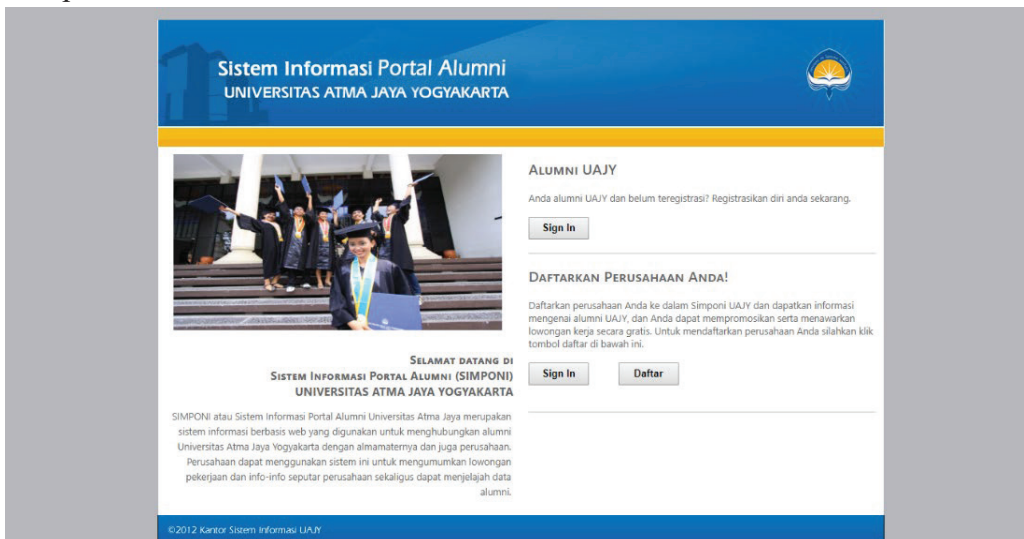 Sistem Informasi Portal Alumni
UNIVERSITAS ATMA JAYA YOGYAKARTA
ALUMNI UAJY
Anda alumni UAJY dan belum teregistrasi? Registrasikan diri anda sekarang.
Sign In
DAFTARKAN PERUSAHAAN ANDA!
Daftarkan perusahaan Anda ke dalam Simponi UAJY dan dapatkan informasi
mengenai alumni UAJY, dan Anda dapat mempromosikan serta menawarkan
lowongan kerja secara gratis. Untuk mendaftarkan perusahaan Anda silahkan klik
tombol daftar di bawah ini.
Sign In Daftar
SELAMAT DATANG DI
SISTEM INFORMASI PORTAL ALUMNI (SIMPONI)
UNIVERSITAS ATMA JAYA YOGYAKARTA
SIMPONI atau Sistem Informasi Portal Alumni Universitas Atma Jaya merupakan
sistem informasi berbasis web yang digunakan untuk menghubungkan alumni
Universitas Atma Jaya Yogyakarta dengan almamaternya dan juga perusahaan.
Perusahaan dapat menggunakan sistem ini untuk mengumumkan lowongan
pekerjaan dan info-info seputar perusahaan sekaligus dapat menjelajah data
alumni.
©2012 Kantor Sistem Informasi UAJY